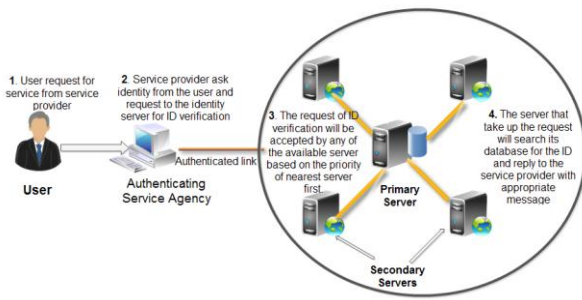 1. User request for
service from service
provider
2. Service provider ask
identity from the user and
request to the identity
server for ID verification
User
Authenticating
Service Agency
Authenticated link
3. The request of ID
verification will be
accepted by any of
the available server
based on the priority
of nearest server
first.
Primary
Server
4. The server that
take up the request
will search its
database for the ID
and reply to the
service provider with
appropriate
message
Secondary
Servers